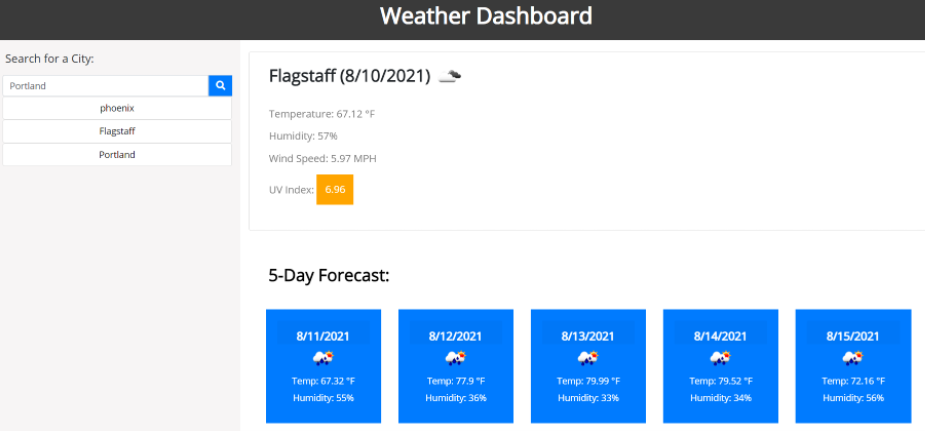 Weather Dashboard
Search for a City:
Portland
phoenix
Flagstaff
Portland
Flagstaff (8/10/2021)
Temperature: 67.12 °F
Humidity: 57%
Wind Speed: 5.97 MPH
UV Index: 6.96
5-Day Forecast:
8/11/2021
Temp: 67.32 °F
Humidity: 55%
8/12/2021
Temp: 77.9 °F
Humidity: 36%
8/13/2021
Temp: 79.99 °F
Humidity: 33%
8/14/2021
Temp: 79.52 °F
Humidity: 34%
8/15/2021
Temp: 72.16 °F
Humidity: 56%